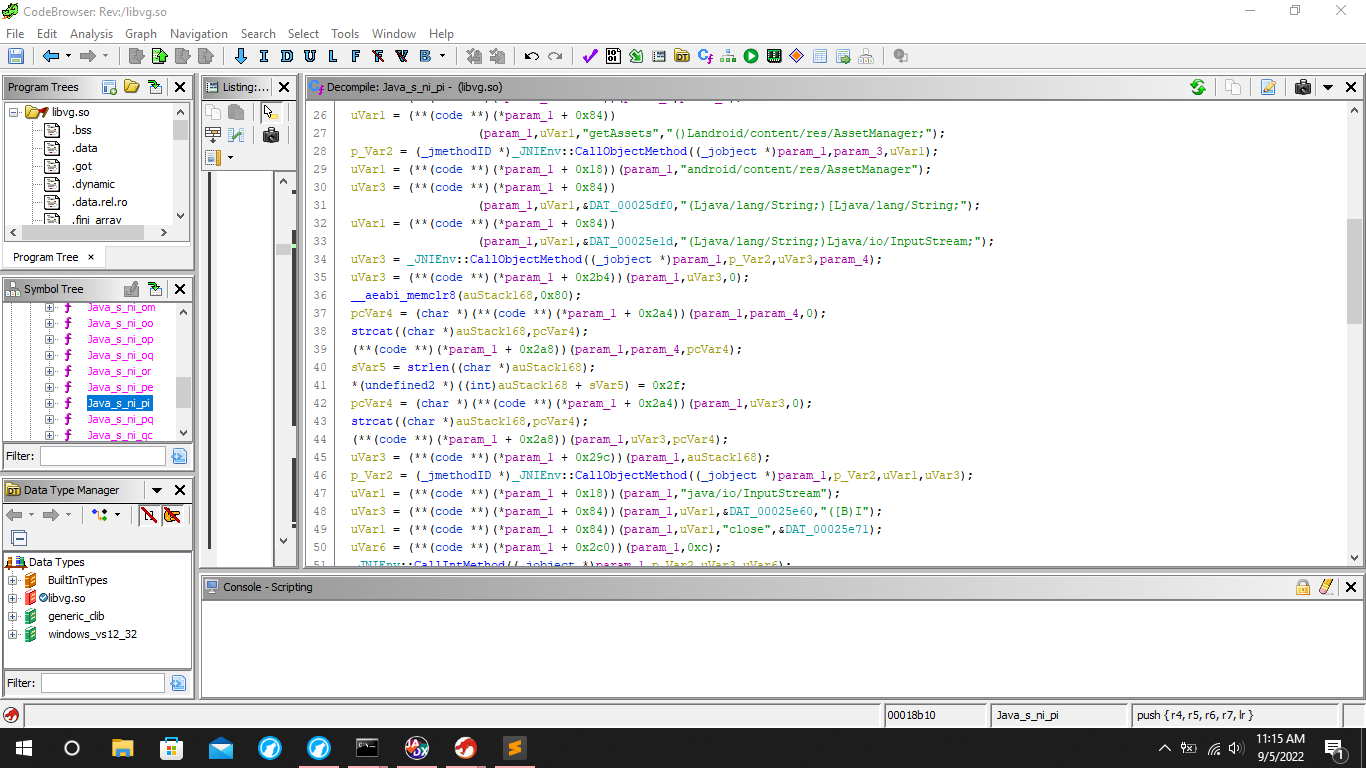 CodeBrowser: Rev:/libvg.so
File Edit Analysis Graph Navigation Search Select Tools Window Help
I D U L F V B
Program Trees
libvg.so
.bss
.data
.got
.dynamic
.data.rel.ro
.fini_array
Program Tree ×
Symbol Tree
Java_s_ni_om
Java_s_ni_oo
Java_s_ni_op
Java_s_ni_oq
Java_s_ni_or
Java_s_ni_pe
Java_s_ni_pi
Java_s_ni_pq
Java_s_ni_qc
Filter:
Data Type Manager
Data Types
BuiltInTypes
libvg.so
generic_clib
windows_vs12_32
Filter:
Listing:...
Decompile: Java_s_ni_pi - (libvg.so)
26 uVar1 = (**(code **)(*param_1 + 0x84))
27 (param_1,uVar1,"getAssets","()Landroid/content/res/AssetManager;");
28 p_Var2 = (_jmethodID *)_JNIEnv::CallObjectMethod((_jobject *)param_1,param_3,uVar1);
29 uVar1 = (**(code **)(*param_1 + 0x18))(param_1,"android/content/res/AssetManager");
30 uVar3 = (**(code **)(*param_1 + 0x84))
31 (param_1,uVar1,&DAT_00025df0,"(Ljava/lang/String;)[Ljava/lang/String;");
32 uVar1 = (**(code **)(*param_1 + 0x84))
33 (param_1,uVar1,&DAT_00025e1d,"(Ljava/lang/String;)Ljava/io/InputStream;");
34 uVar3 = _JNIEnv::CallObjectMethod((_jobject *)param_1,p_Var2,uVar3,param_4);
35 uVar3 = (**(code **)(*param_1 + 0x2b4))(param_1,uVar3,0);
36 __aeabi_memclr8(auStack168,0x80);
37 pcVar4 = (char *)(**(code **)(*param_1 + 0x2a4))(param_1,param_4,0);
38 strcat((char *)auStack168,pcVar4);
39 (**(code **)(*param_1 + 0x2a8))(param_1,param_4,pcVar4);
40 sVar5 = strlen((char *)auStack168);
41 *(undefined2 *)((int)auStack168 + sVar5) = 0x2f;
42 pcVar4 = (char *)(**(code **)(*param_1 + 0x2a4))(param_1,uVar3,0);
43 strcat((char *)auStack168,pcVar4);
44 (**(code **)(*param_1 + 0x2a8))(param_1,uVar3,pcVar4);
45 uVar3 = (**(code **)(*param_1 + 0x29c))(param_1,auStack168);
46 p_Var2 = (_jmethodID *)_JNIEnv::CallObjectMethod((_jobject *)param_1,p_Var2,uVar1,uVar3);
47 uVar1 = (**(code **)(*param_1 + 0x18))(param_1,"java/io/InputStream");
48 uVar3 = (**(code **)(*param_1 + 0x84))(param_1,uVar1,&DAT_00025e60,"([B)I");
49 uVar1 = (**(code **)(*param_1 + 0x84))(param_1,uVar1,"close",&DAT_00025e71);
50 uVar6 = (**(code **)(*param_1 + 0x2c0))(param_1,0xc);
51 _JNIEnv::CallIntMethod((_jobject *)param_1,p_Var2,uVar3,uVar6);
Console - Scripting
00018b10
Java_s_ni_pi
push { r4, r5, r6, r7, lr }
11:15 AM
9/5/2022
1